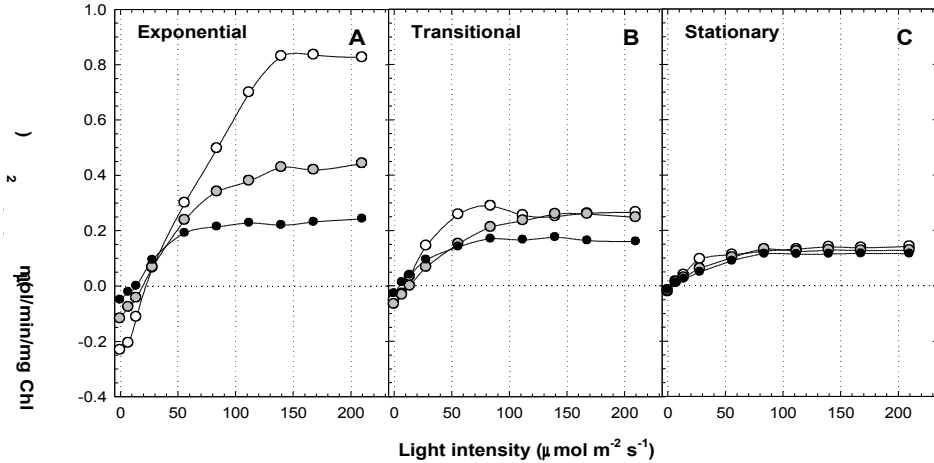 Exponential A Transitional B Stationary C
1.0
0.8
0.6
0.4
0.2
0.0
-0.2
-0.4
0 50 100 150 200 0 50 100 150 200 0 50 100 150 200
Light intensity (μ mol m⁻² s⁻¹)
)
2
mol/min/mg Chl